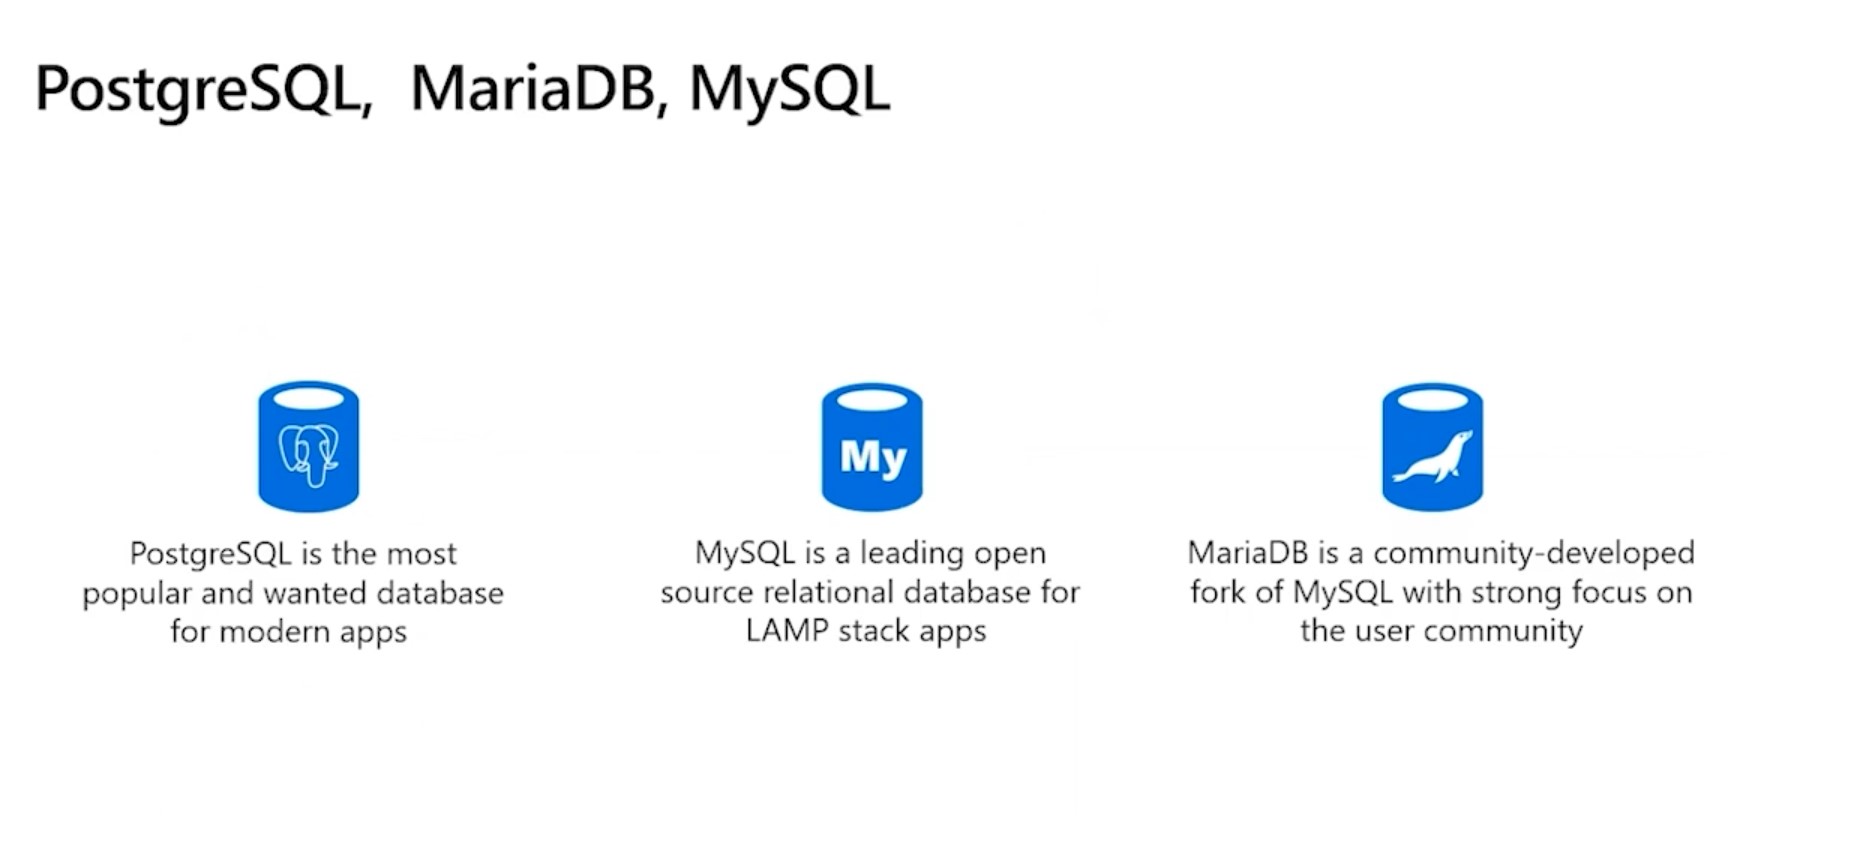 PostgreSQL,  MariaDB, MySQL
My
PostgreSQL is the most
popular and wanted database
for modern apps
MySQL is a leading open
source relational database for
LAMP stack apps
MariaDB is a community-developed
fork of MySQL with strong focus on
the user community